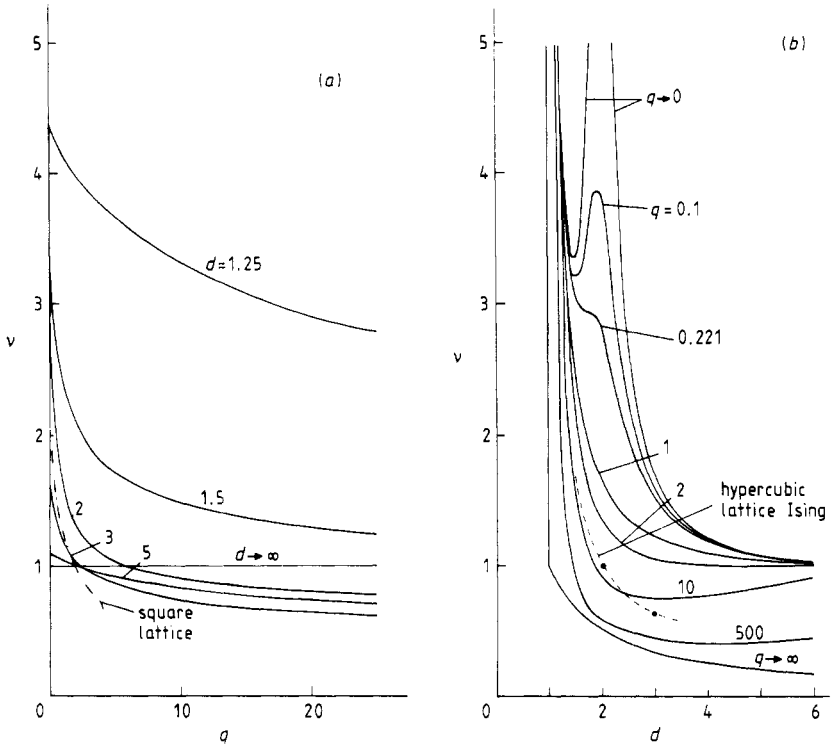 (a)
5
4
3
2
1
0
ν
d=1.25
1.5
2
3
5
d→∞
square
lattice
0
10
20
q
(b)
5
4
3
2
1
0
ν
q→0
q=0.1
0.221
1
2
hypercubic
lattice Ising
10
500
q→∞
0
2
4
6
d